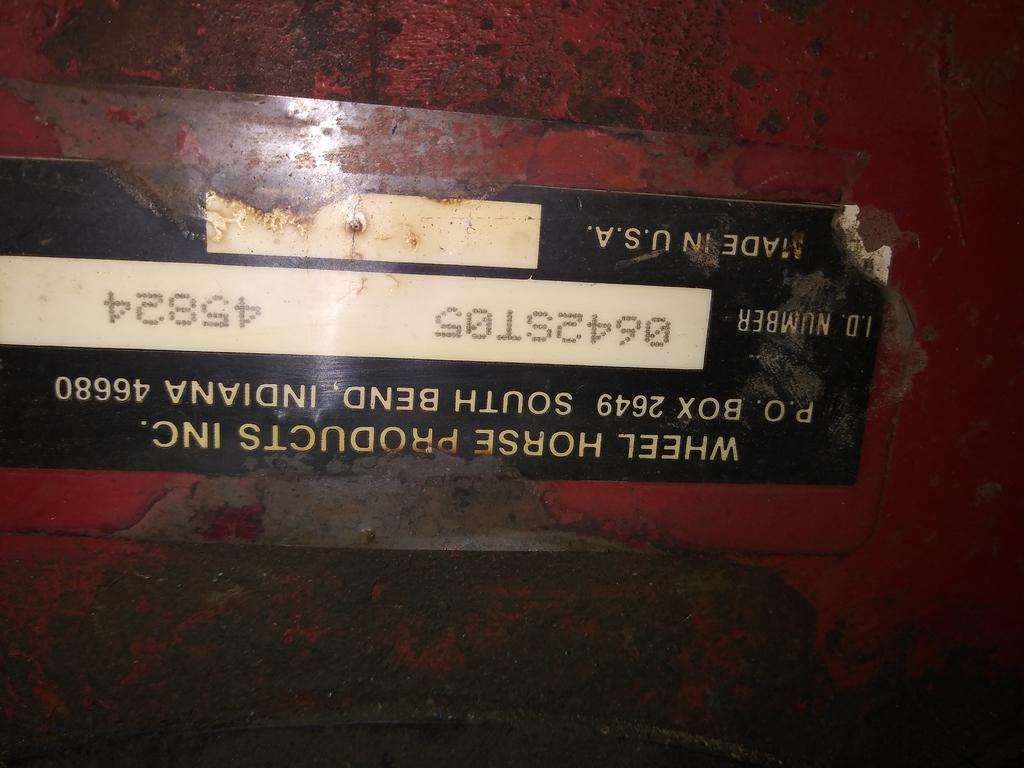 WHEEL HORSE PRODUCTS INC.
P.O. BOX 2649 SOUTH BEND, INDIANA 46680
I.D. NUMBER 0642ST05 45824
MADE IN U.S.A.